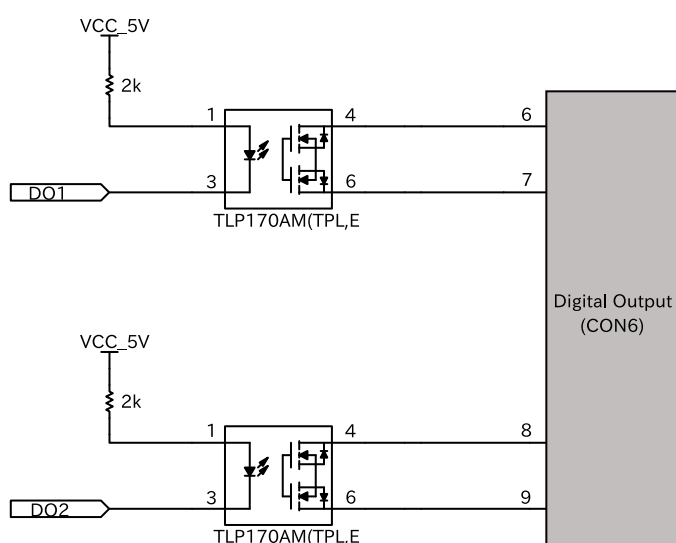 VCC_5V
2k
1
4
6
3
6
7
DO1
TLP170AM(TPL,E
Digital Output
(CON6)
VCC_5V
2k
1
4
8
3
6
9
DO2
TLP170AM(TPL,E